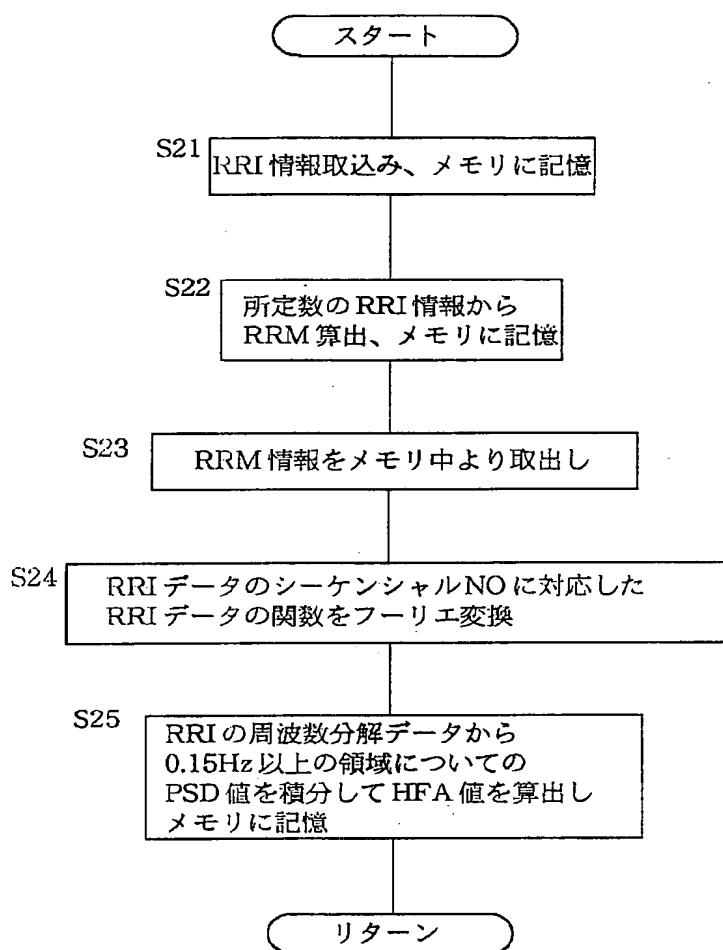 スタート
S21
RRI 情報取込み、メモリに記憶
S22
所定数の RRI 情報から
RRM 算出、メモリに記憶
S23
RRM 情報をメモリ中より取出し
S24
RRI データのシーケンシャルNO に対応した
RRI データの関数をフーリエ変換
S25
RRI の周波数分解データから
0.15Hz 以上の領域についての
PSD 値を積分して HFA 値を算出し
メモリに記憶
リターン